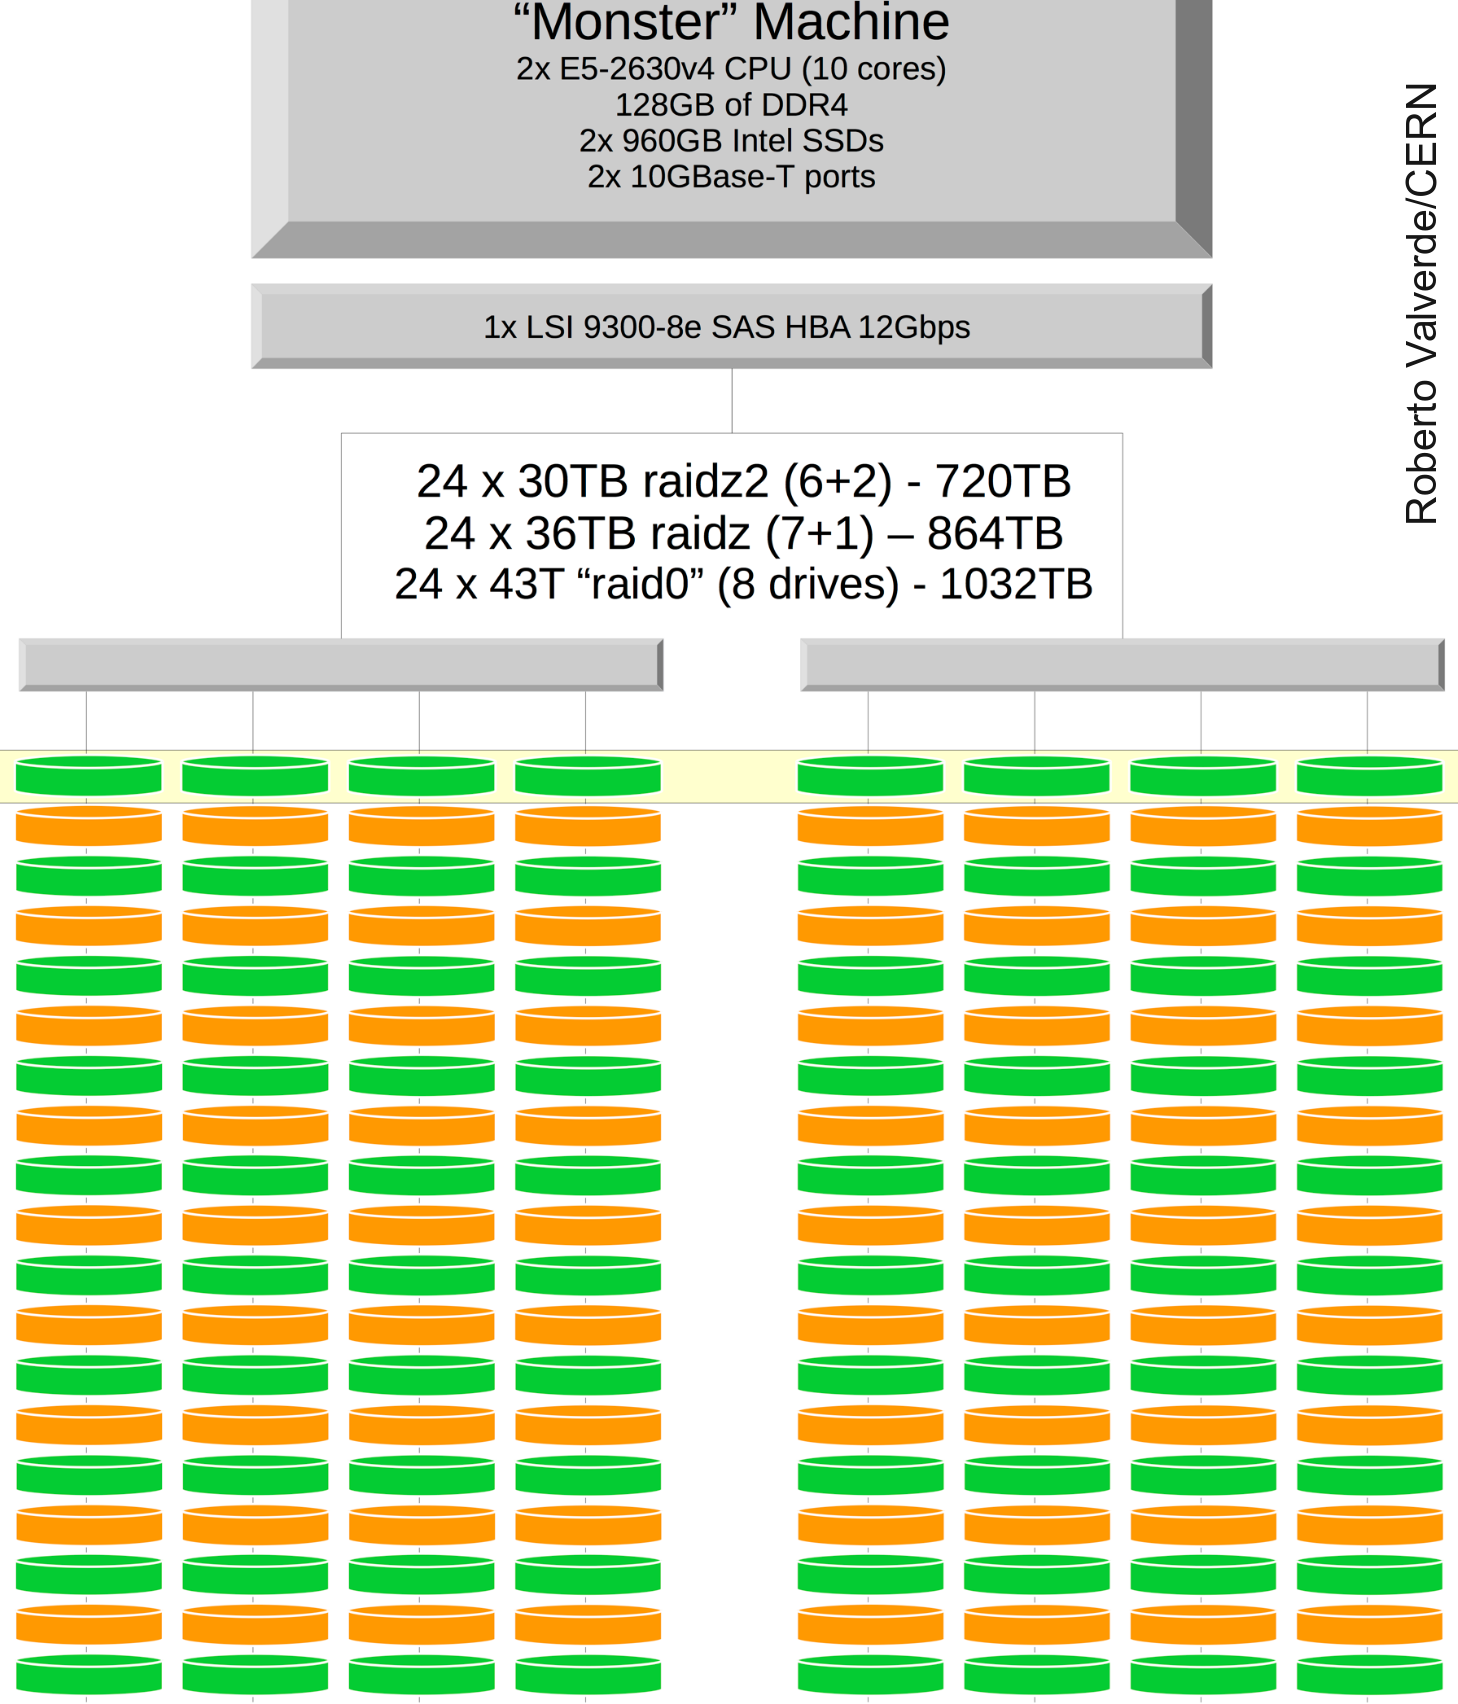 “Monster” Machine
2x E5-2630v4 CPU (10 cores)
128GB of DDR4
2x 960GB Intel SSDs
2x 10GBase-T ports
1x LSI 9300-8e SAS HBA 12Gbps
24 x 30TB raidz2 (6+2) - 720TB
24 x 36TB raidz (7+1) – 864TB
24 x 43T “raid0” (8 drives) - 1032TB
Roberto Valverde/CERN